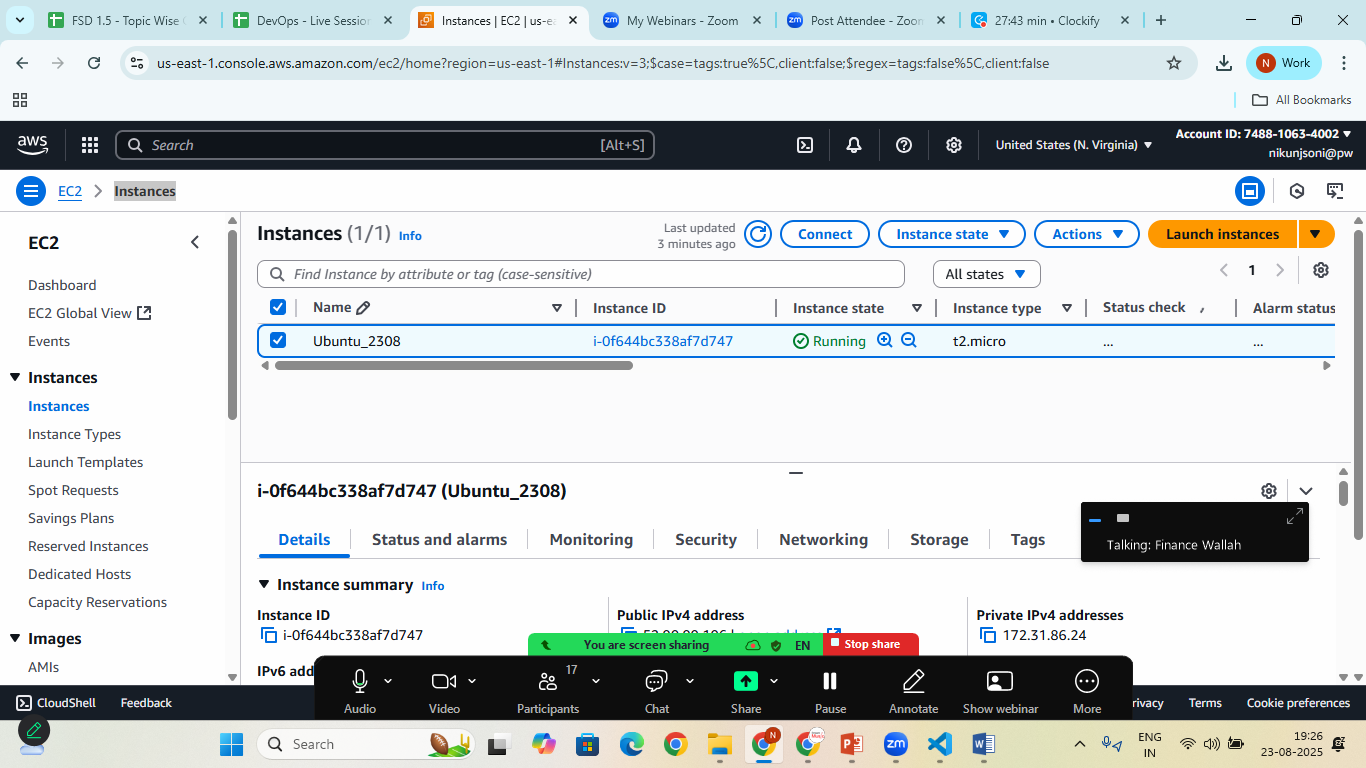 FSD 1.5 - Topic Wise
DevOps - Live Session
Instances | EC2 | us-e
My Webinars - Zoom
Post Attendee - Zoom
27:43 min • Clockify
us-east-1.console.aws.amazon.com/ec2/home?region=us-east-1#Instances:v=3;$case=tags:true%5C,client:false;$regex=tags:false%5C,client:false
N Work
All Bookmarks
aws
Search [Alt+S]
United States (N. Virginia)
Account ID: 7488-1063-4002
nikunjsoni@pw
EC2 > Instances
EC2
Dashboard
EC2 Global View
Events
Instances
Instances
Instance Types
Launch Templates
Spot Requests
Savings Plans
Reserved Instances
Dedicated Hosts
Capacity Reservations
Images
AMIs
Instances (1/1) Info
Last updated
3 minutes ago
Connect
Instance state
Actions
Launch instances
Find Instance by attribute or tag (case-sensitive)
All states
1
Name Instance ID Instance state Instance type Status check Alarm status
Ubuntu_2308 i-0f644bc338af7d747 Running t2.micro ... ...
i-0f644bc338af7d747 (Ubuntu_2308)
Details Status and alarms Monitoring Security Networking Storage Tags
Talking: Finance Wallah
Instance summary Info
Instance ID
i-0f644bc338af7d747
Public IPv4 address
Private IPv4 addresses
172.31.86.24
IPv6 add
You are screen sharing EN Stop share
17
Audio Video Participants Chat Share Pause Annotate Show webinar More
CloudShell Feedback rivacy Terms Cookie preferences
Search
ENG
IN
19:26
23-08-2025